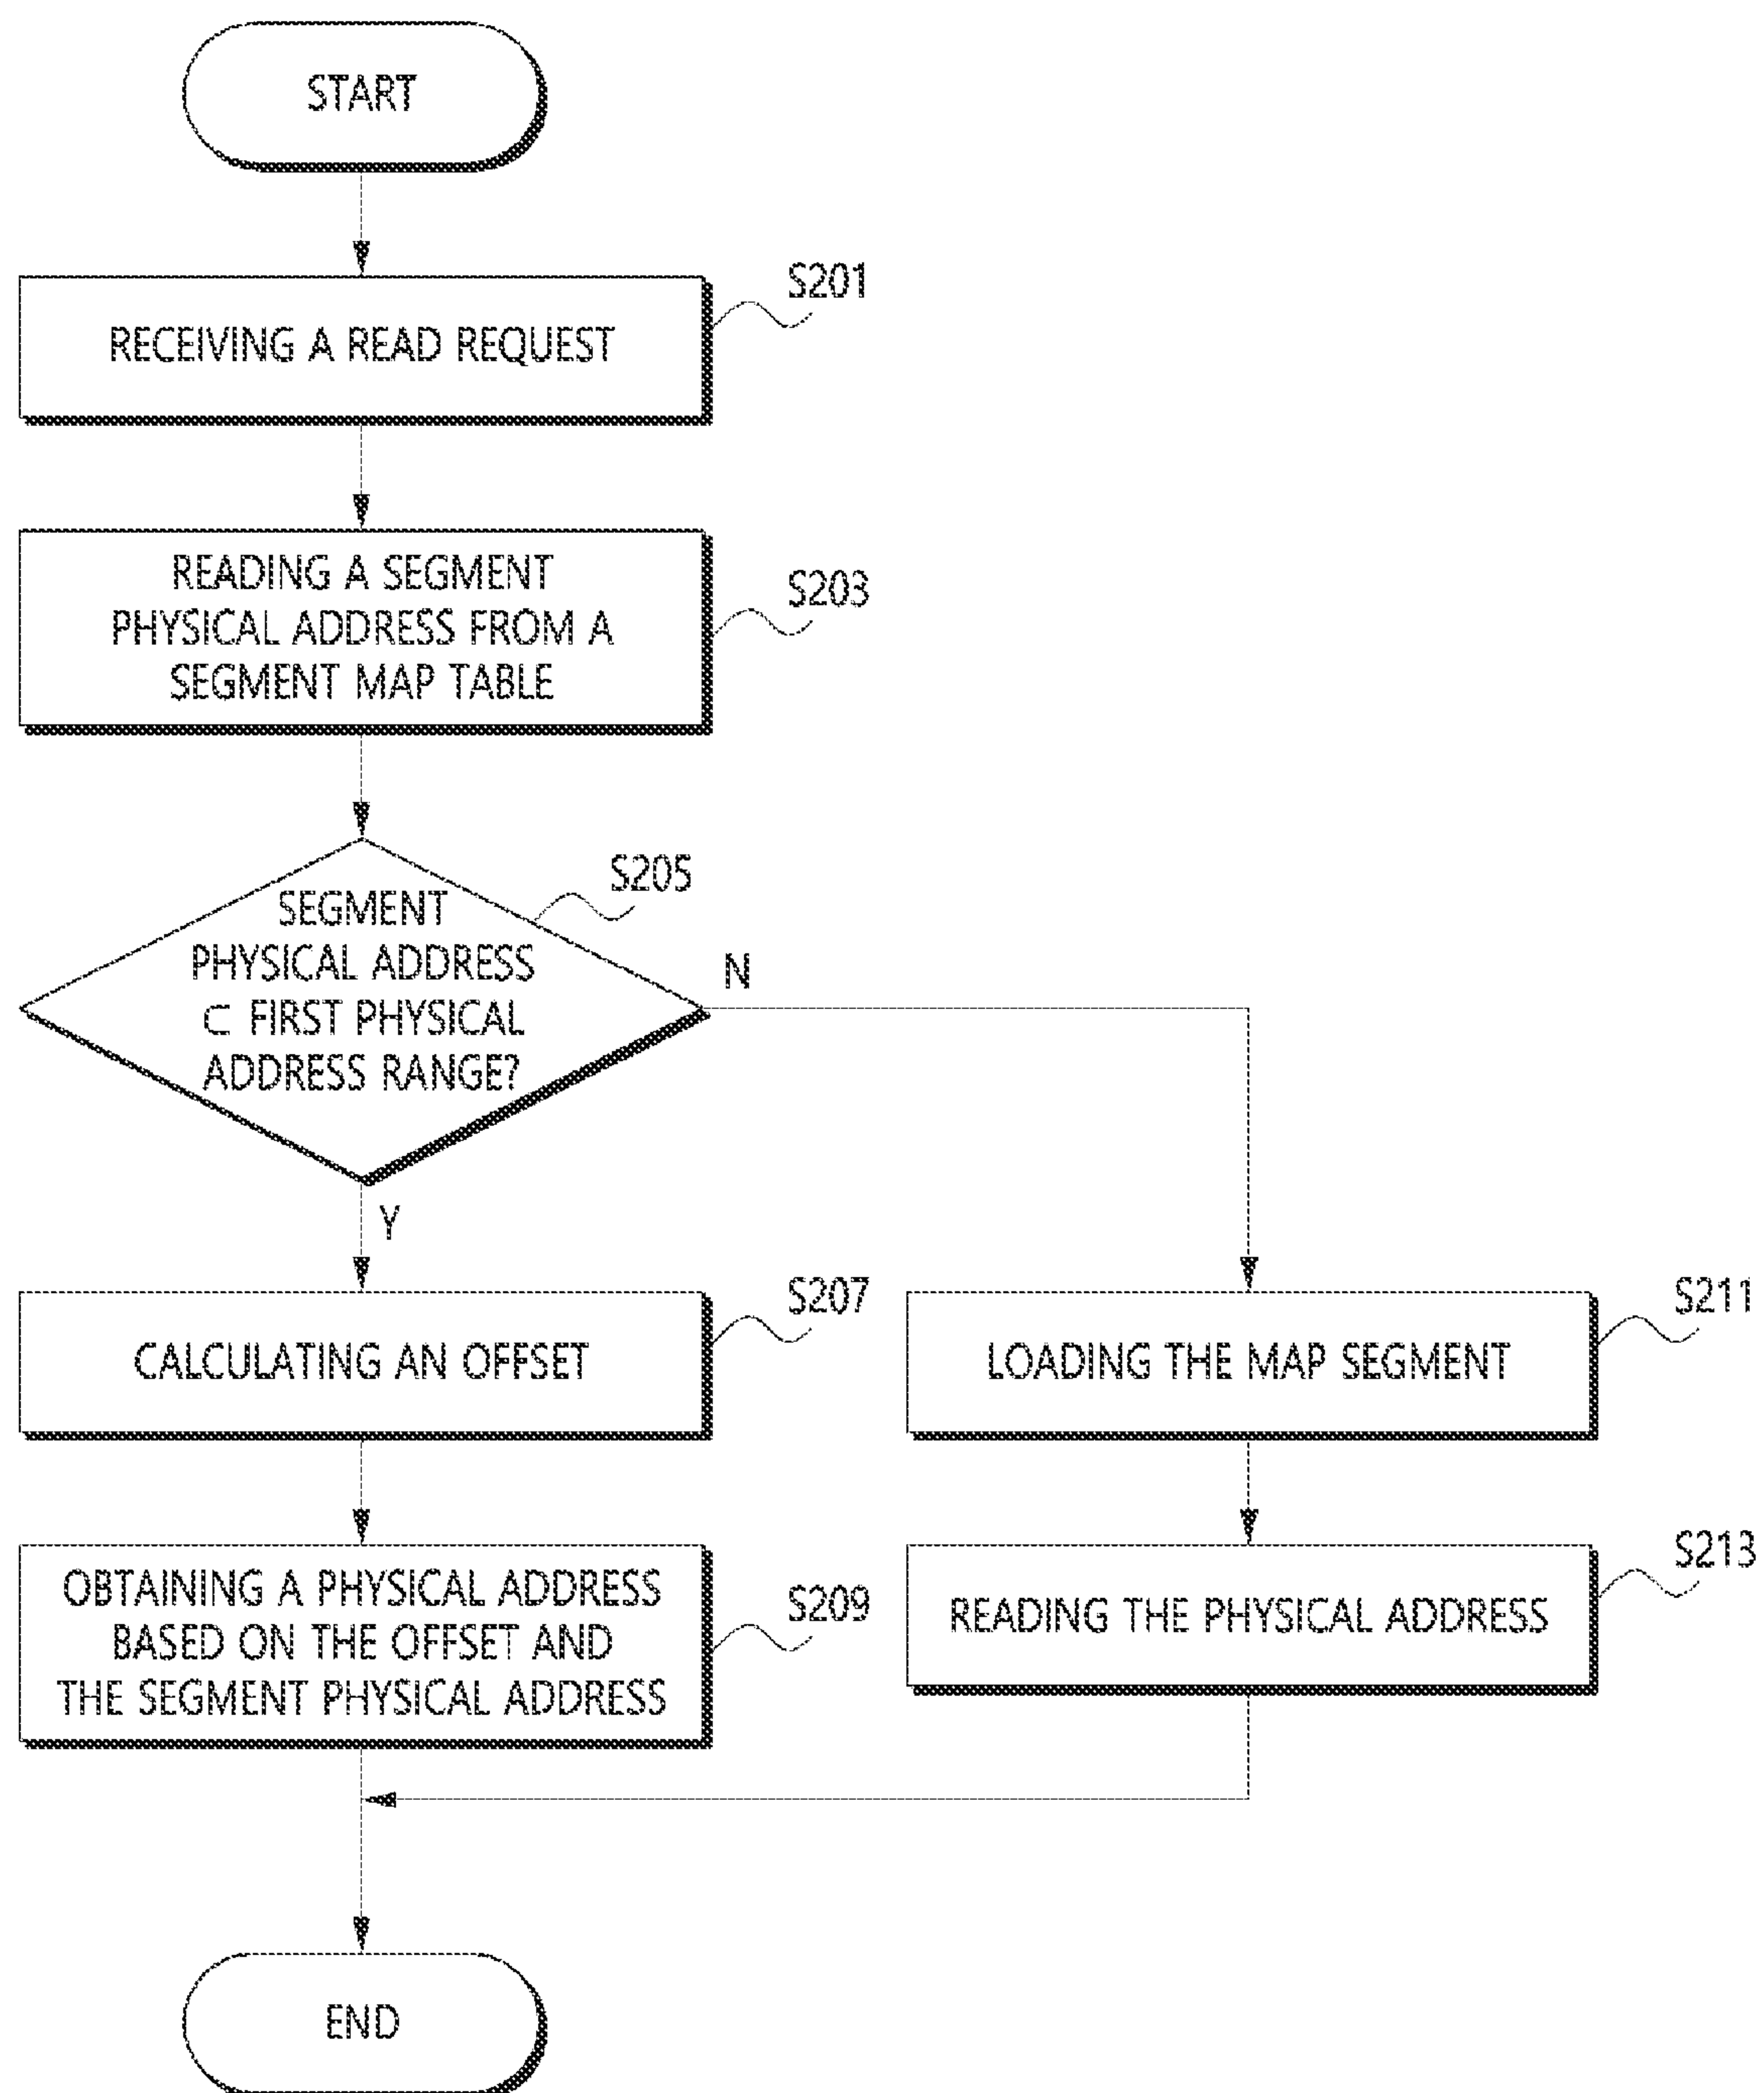 START
S201
RECEIVING A READ REQUEST
S203
READING A SEGMENT
PHYSICAL ADDRESS FROM A
SEGMENT MAP TABLE
S205
SEGMENT
PHYSICAL ADDRESS
⊂ FIRST PHYSICAL
ADDRESS RANGE?
N
Y
S207
CALCULATING AN OFFSET
S211
LOADING THE MAP SEGMENT
S209
OBTAINING A PHYSICAL ADDRESS
BASED ON THE OFFSET AND
THE SEGMENT PHYSICAL ADDRESS
S213
READING THE PHYSICAL ADDRESS
END